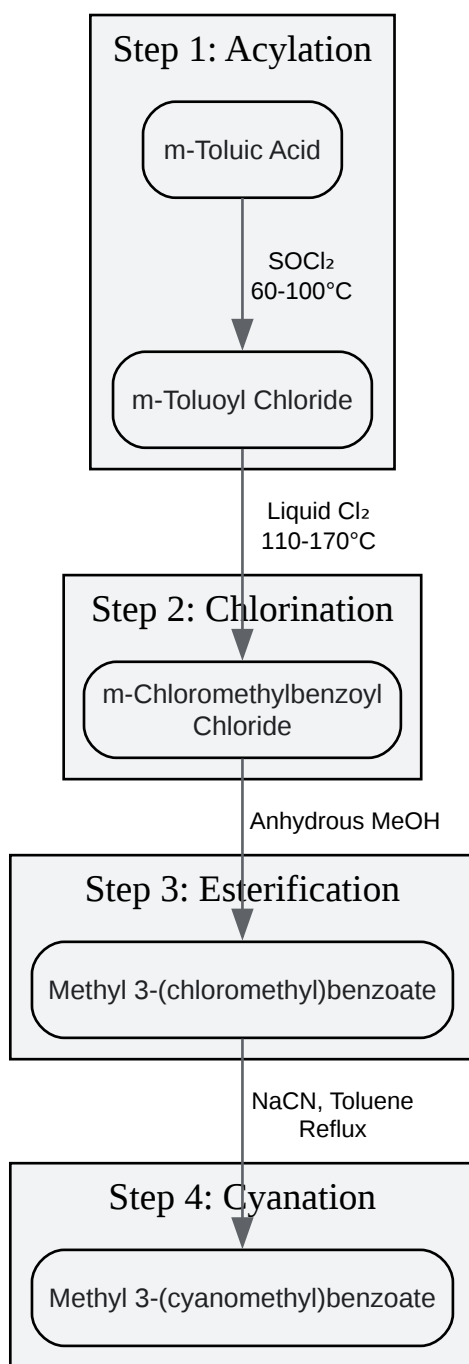 Step 1: Acylation
m-Toluic Acid
SOCl₂
60-100°C
m-Toluoyl Chloride
Liquid Cl₂
110-170°C
Step 2: Chlorination
m-Chloromethylbenzoyl
Chloride
Anhydrous MeOH
Step 3: Esterification
Methyl 3-(chloromethyl)benzoate
NaCN, Toluene
Reflux
Step 4: Cyanation
Methyl 3-(cyanomethyl)benzoate